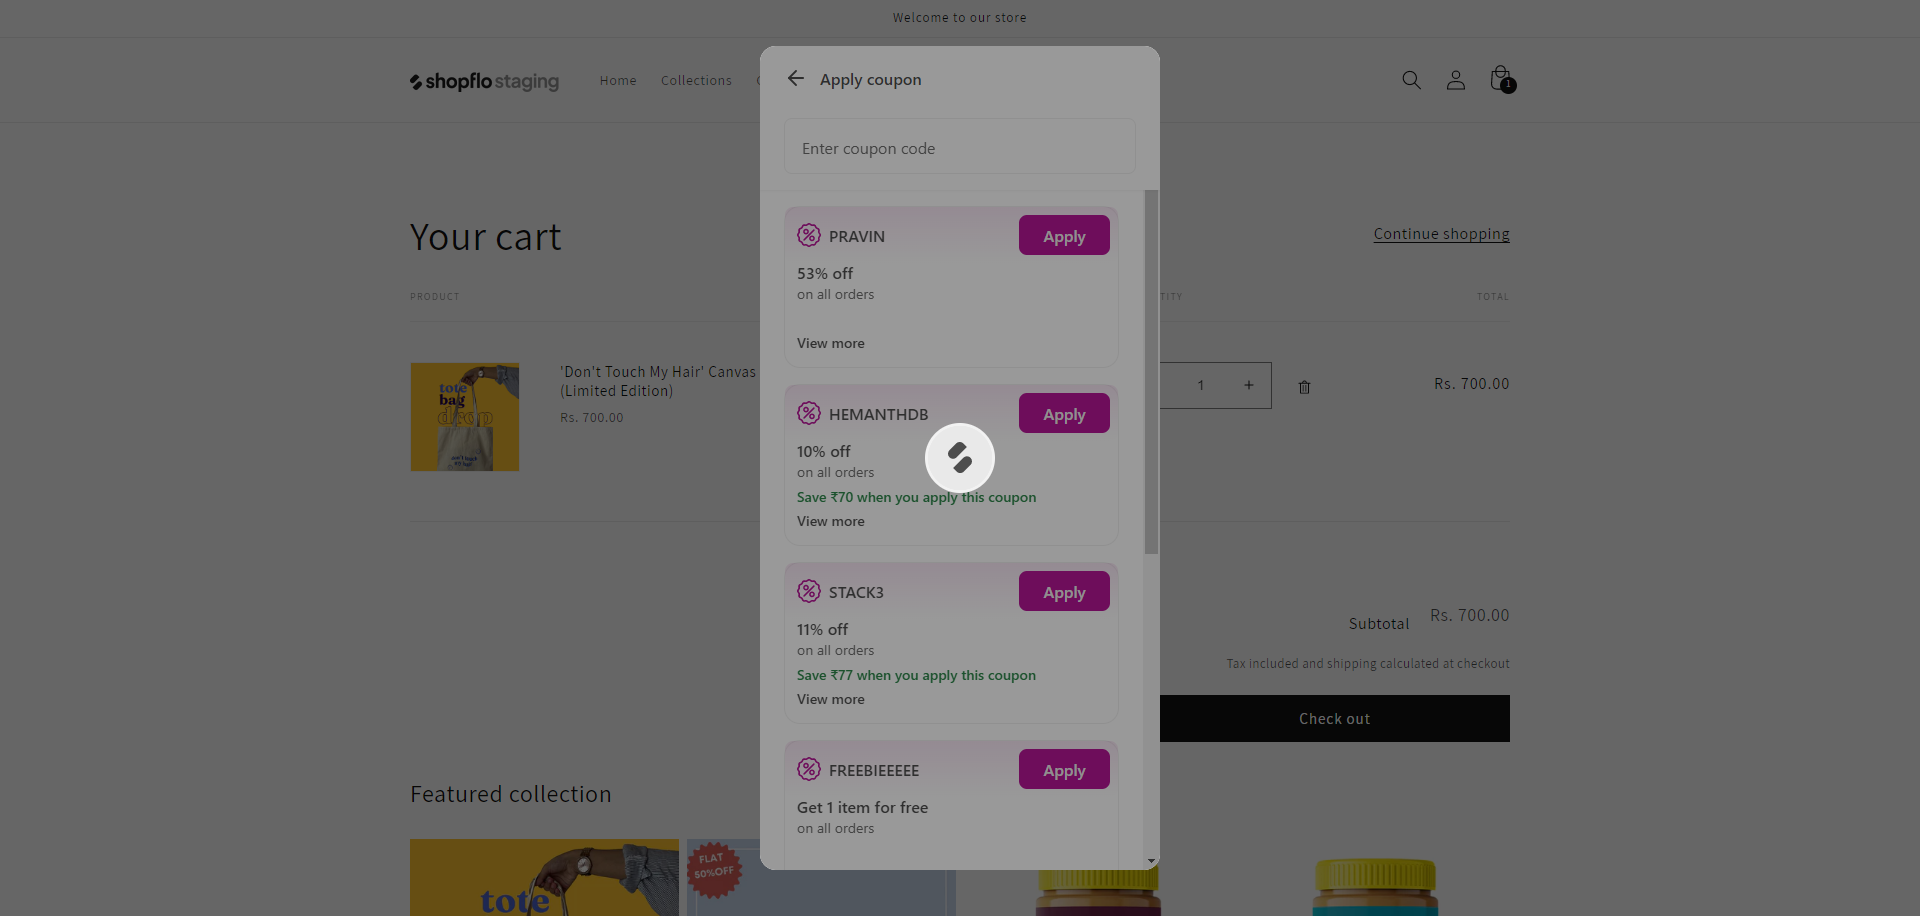 Welcome to our store
shopflo staging
Home
Collections
1
Apply coupon
Enter coupon code
Your cart
Continue shopping
PRODUCT
TITY
TOTAL
tote
bag
drop
'Don't Touch My Hair' Canvas
(Limited Edition)
Rs. 700.00
1
+
Rs. 700.00
PRAVIN
Apply
53% off
on all orders
View more
HEMANTHDB
Apply
10% off
on all orders
Save ₹70 when you apply this coupon
View more
STACK3
Apply
11% off
on all orders
Save ₹77 when you apply this coupon
View more
FREEBIEEEEE
Apply
Get 1 item for free
on all orders
Subtotal
Rs. 700.00
Tax included and shipping calculated at checkout
Check out
Featured collection
tote
FLAT
50%OFF